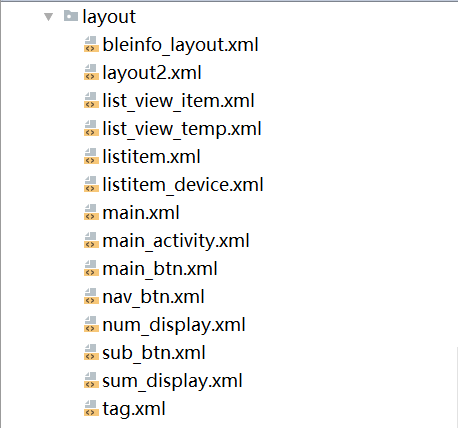 layout
bleinfo_layout.xml
layout2.xml
list_view_item.xml
list_view_temp.xml
listitem.xml
listitem_device.xml
main.xml
main_activity.xml
main_btn.xml
nav_btn.xml
num_display.xml
sub_btn.xml
sum_display.xml
tag.xml